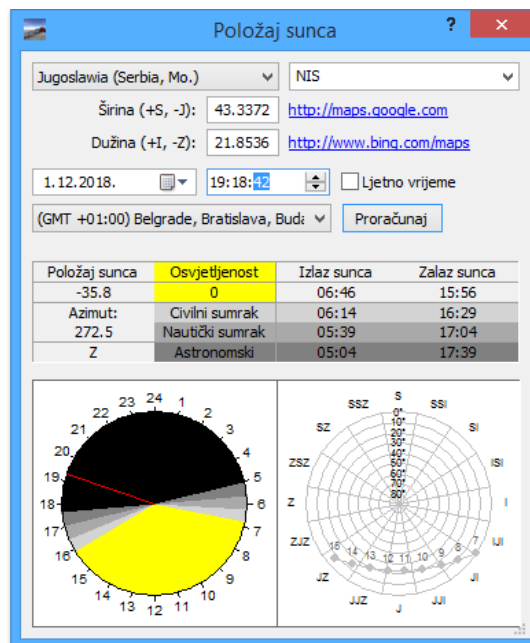 Položaj sunca
?
Jugoslawia (Serbia, Mo.)
NIS
Širina (+S, -J): 43.3372 http://maps.google.com
Dužina (+I, -Z): 21.8536 http://www.bing.com/maps
1.12.2018. 19:18:42 Ljetno vrijeme
(GMT +01:00) Belgrade, Bratislava, Buda Proračunaj
Položaj sunca Osvjetljenost Izlaz sunca Zalaz sunca
-35.8 0 06:46 15:56
Azimut: Civilni sumrak 06:14 16:29
272.5 Nautički sumrak 05:39 17:04
Z Astronomski 05:04 17:39
24
23 1
22 2
21 3
20 4
19 5
18 6
17 7
16 8
15 9
14 10
13 12 11
S
SSZ SSI
SZ SI
ZSZ ISI
Z I
ZJZ IJI
JZ JI
JJZ JJI
J
0°
10°
20°
30°
40°
50°
60°
70°
80°
15 14 13 12 11 10 9 8 7